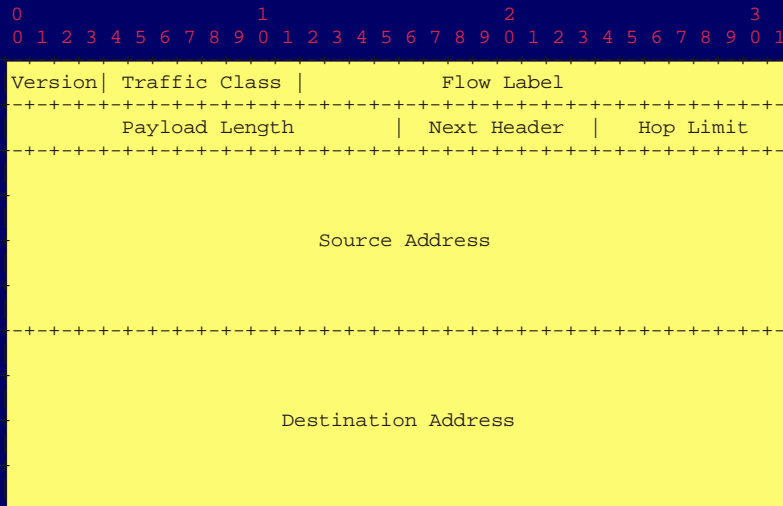 0 1 2 3
0 1 2 3 4 5 6 7 8 9 0 1 2 3 4 5 6 7 8 9 0 1 2 3 4 5 6 7 8 9 0 1
Version| Traffic Class | Flow Label
-+-+-+-+-+-+-+-+-+-+-+-+-+-+-+-+-+-+-+-+-+-+-+-+-+-+-+-+-+-+-+-
Payload Length | Next Header | Hop Limit
-+-+-+-+-+-+-+-+-+-+-+-+-+-+-+-+-+-+-+-+-+-+-+-+-+-+-+-+-+-+-+-
Source Address
-+-+-+-+-+-+-+-+-+-+-+-+-+-+-+-+-+-+-+-+-+-+-+-+-+-+-+-+-+-+-+-
Destination Address